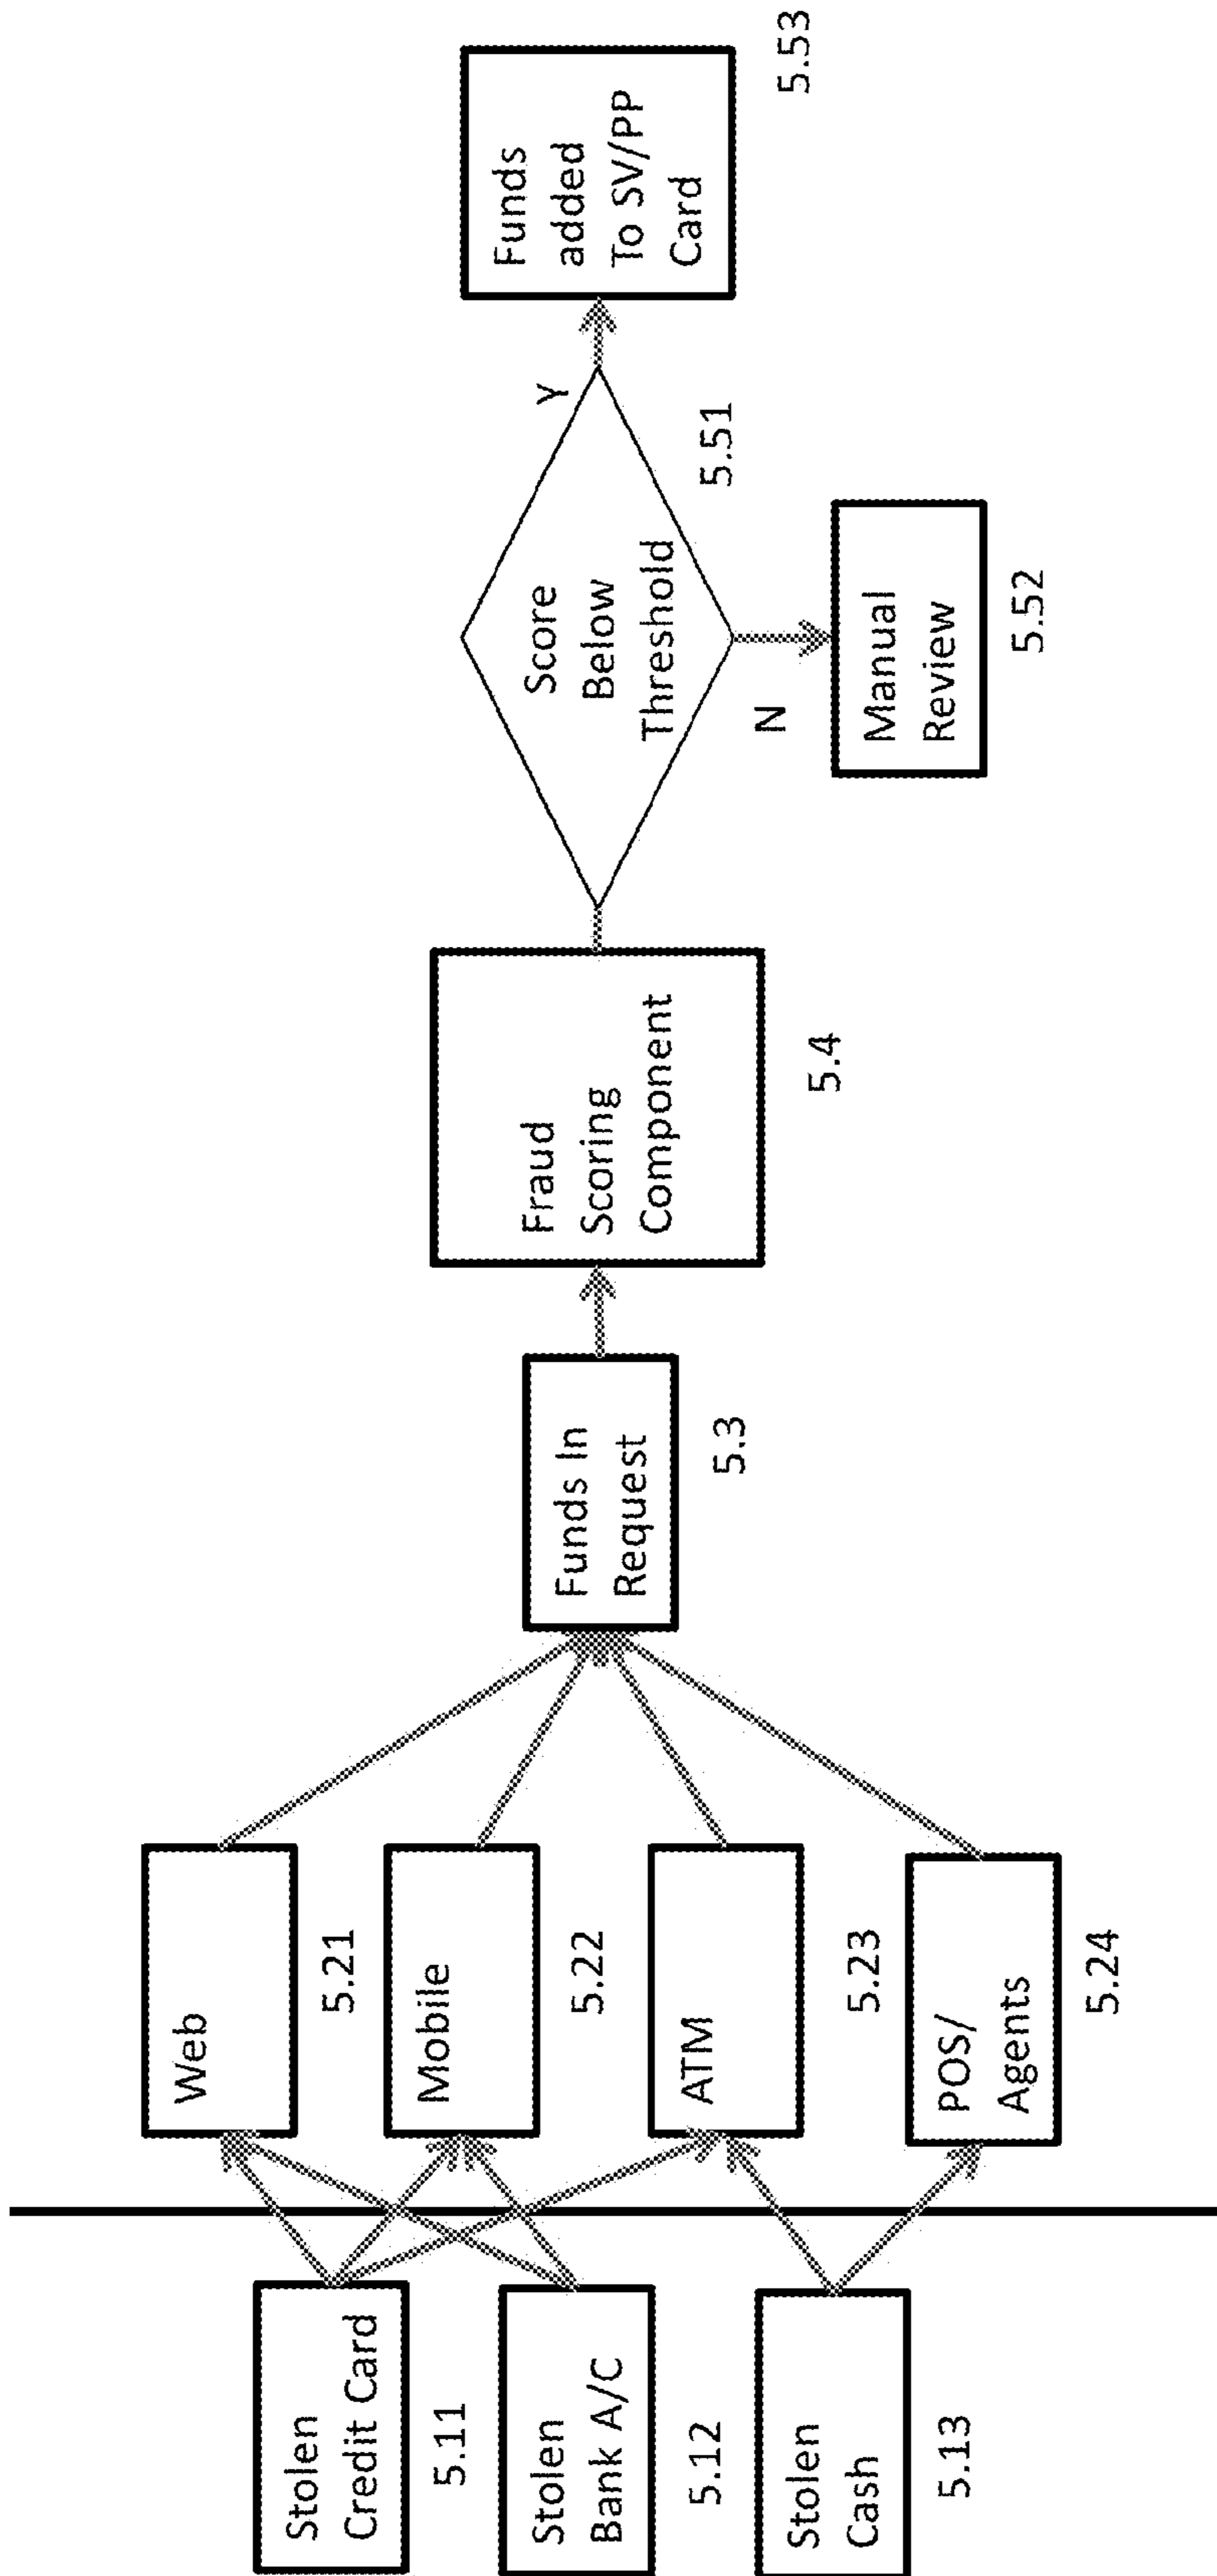 Stolen
Credit Card
5.11
Stolen
Bank A/C
5.12
Stolen
Cash
5.13
Web
5.21
Mobile
5.22
ATM
5.23
POS/
Agents
5.24
Funds In
Request
5.3
Fraud
Scoring
Component
5.4
Score
Below
Threshold
5.51
Y
N
Manual
Review
5.52
Funds
added
To SV/PP
Card
5.53